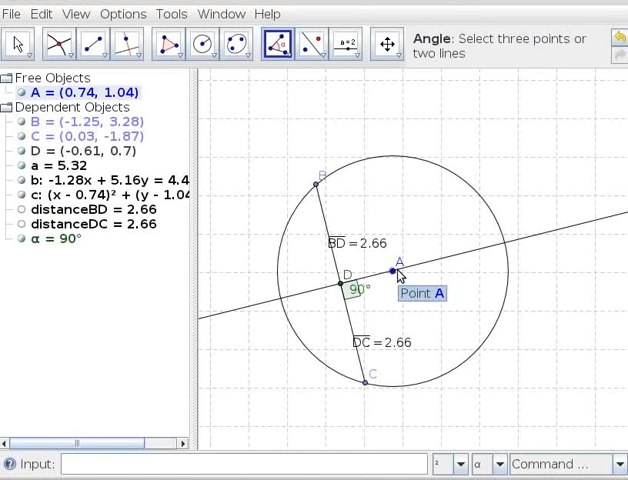 File Edit View Options Tools Window Help
a=2
Angle: Select three points or
two lines
Free Objects
A = (0.74, 1.04)
Dependent Objects
B = (-1.25, 3.28)
C = (0.03, -1.87)
D = (-0.61, 0.7)
a = 5.32
b: -1.28x + 5.16y = 4.4
c: (x - 0.74)² + (y - 1.04
distanceBD = 2.66
distanceDC = 2.66
α = 90°
B
BD = 2.66
A
D
90°
Point A
DC = 2.66
C
Input:
²
α
Command ...